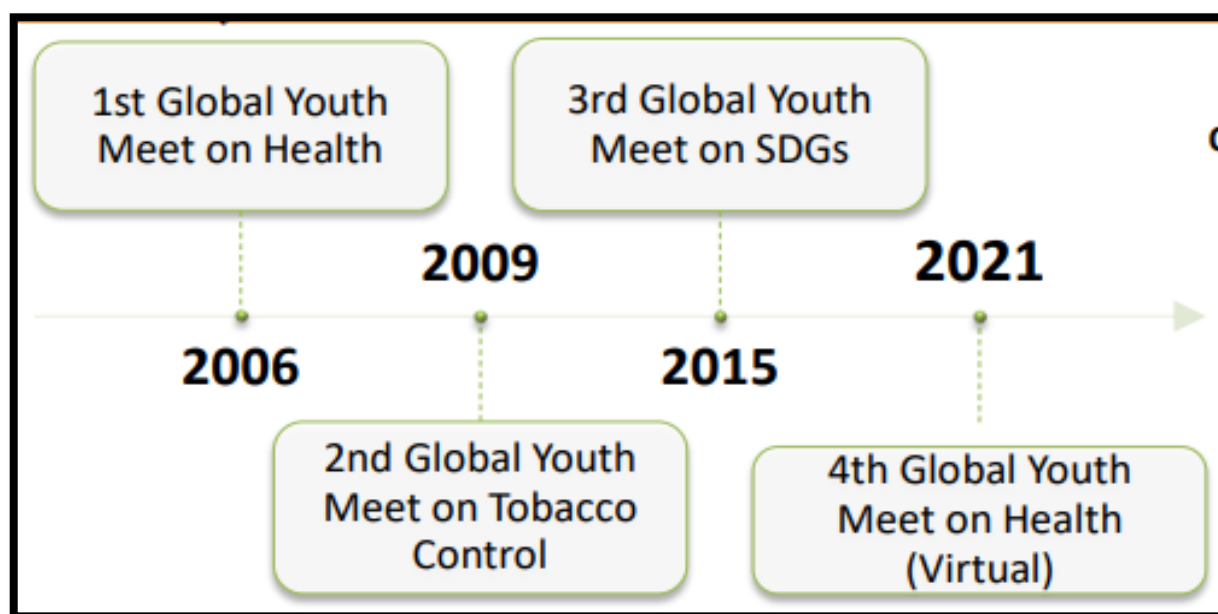 1st Global Youth
Meet on Health
3rd Global Youth
Meet on SDGs
2009
2021
2006
2015
2nd Global Youth
Meet on Tobacco
Control
4th Global Youth
Meet on Health
(Virtual)